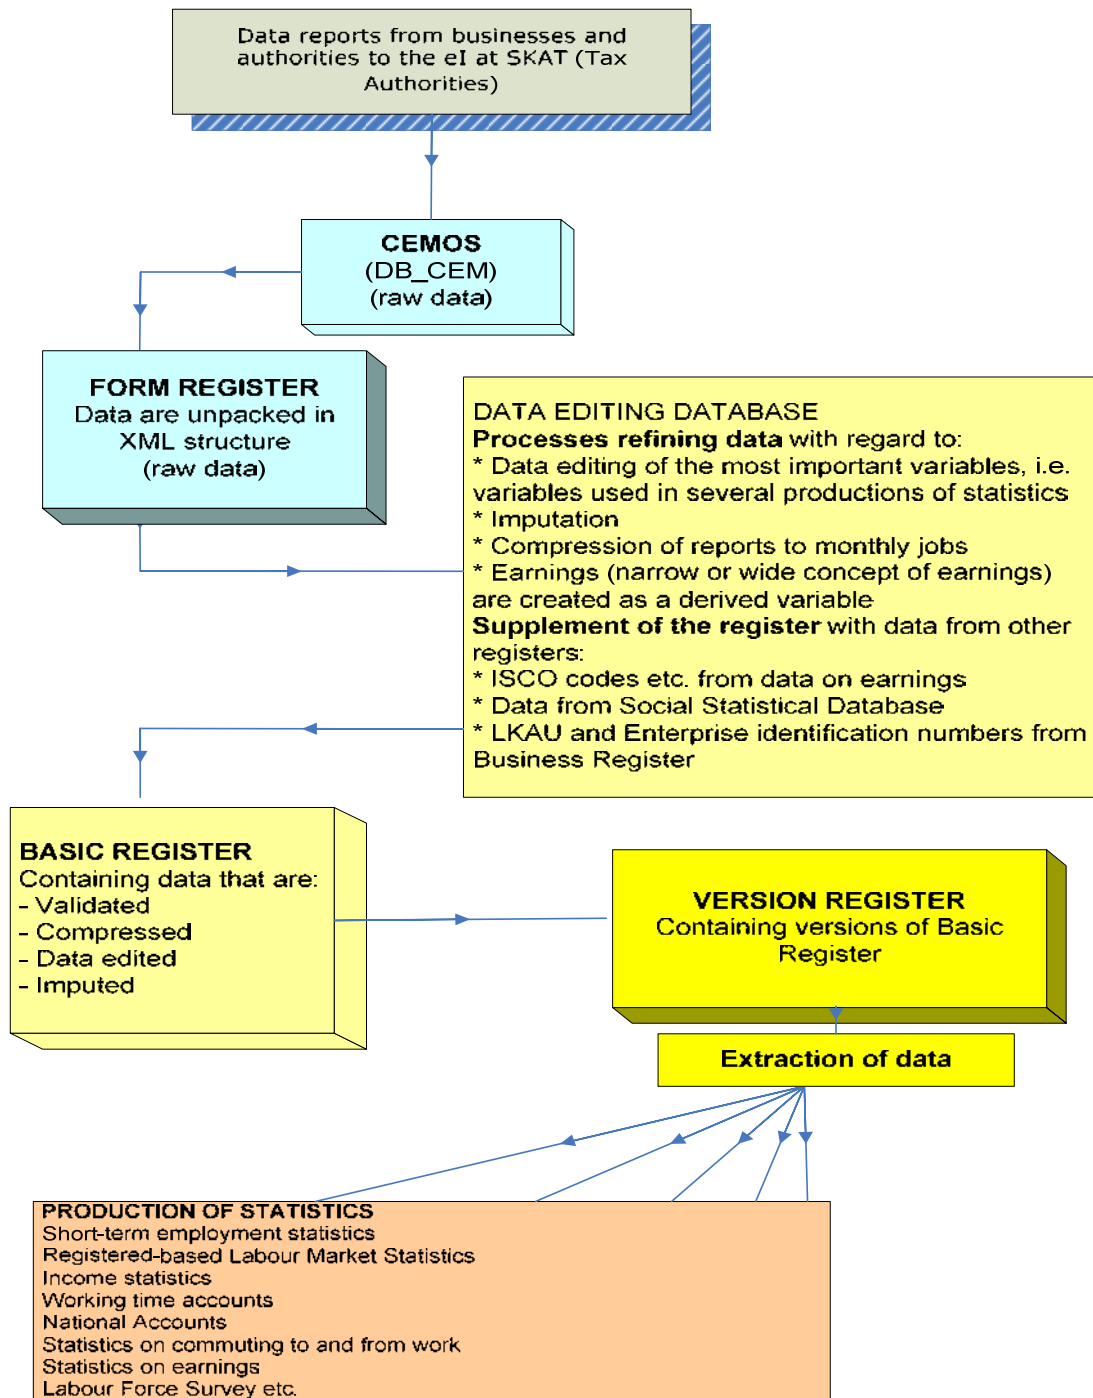 Data reports from businesses and
authorities to the eI at SKAT (Tax
Authorities)
CEMOS
(DB_CEM)
(raw data)
FORM REGISTER
Data are unpacked in
XML structure
(raw data)
DATA EDITING DATABASE
Processes refining data with regard to:
* Data editing of the most important variables, i.e.
variables used in several productions of statistics
* Imputation
* Compression of reports to monthly jobs
* Earnings (narrow or wide concept of earnings)
are created as a derived variable
Supplement of the register with data from other
registers:
* ISCO codes etc. from data on earnings
* Data from Social Statistical Database
* LKAU and Enterprise identification numbers from
Business Register
BASIC REGISTER
Containing data that are:
- Validated
- Compressed
- Data edited
- Imputed
VERSION REGISTER
Containing versions of Basic
Register
Extraction of data
PRODUCTION OF STATISTICS
Short-term employment statistics
Registered-based Labour Market Statistics
Income statistics
Working time accounts
National Accounts
Statistics on commuting to and from work
Statistics on earnings
Labour Force Survey etc.